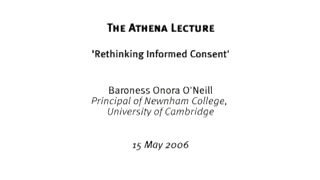 The Athena Lecture
'Rethinking Informed Consent'
Baroness Onora O'Neill
Principal of Newnham College,
University of Cambridge
15 May 2006